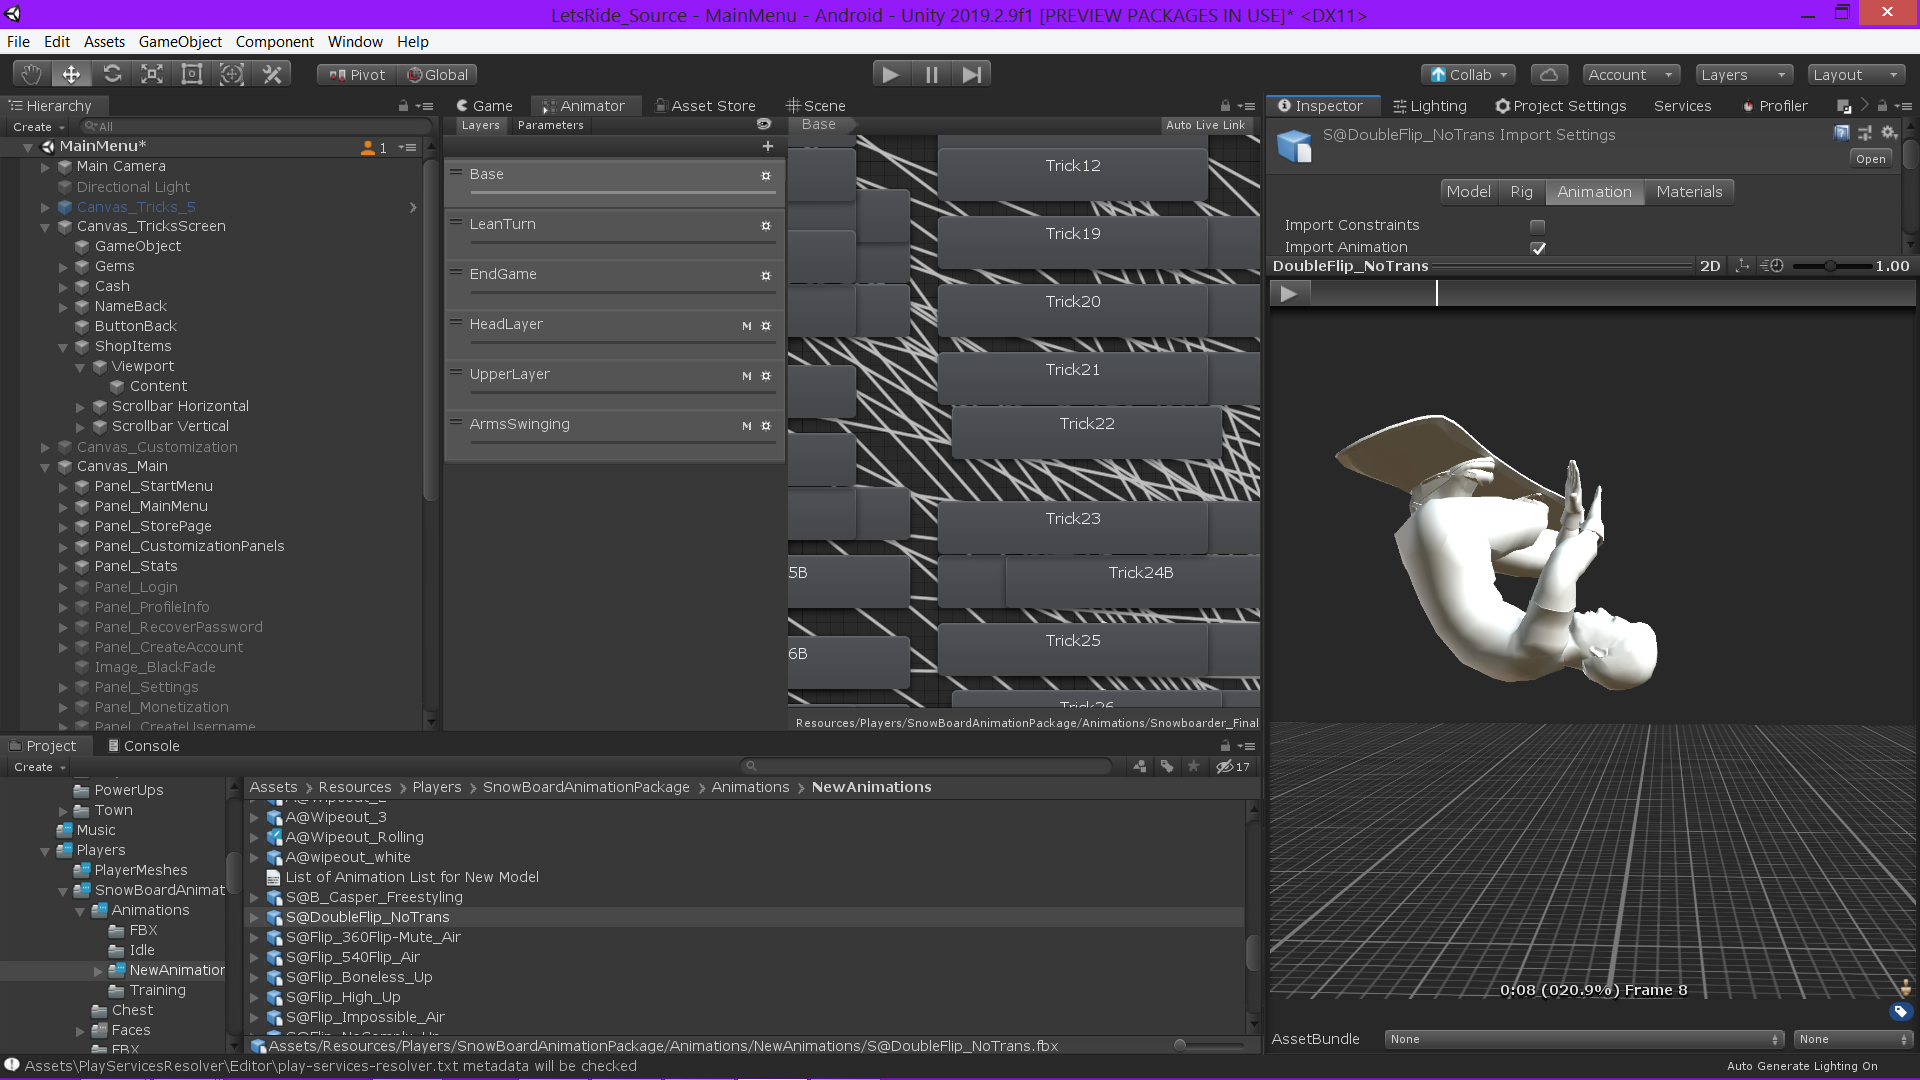 LetsRide_Source - MainMenu - Android - Unity 2019.2.9f1 [PREVIEW PACKAGES IN USE]* <DX11>
File Edit Assets GameObject Component Window Help
Pivot Global Collab Account Layers Layout
Hierarchy
Create All
MainMenu* 1
Main Camera
Directional Light
Canvas_Tricks_5
Canvas_TricksScreen
GameObject
Gems
Cash
NameBack
ButtonBack
ShopItems
Viewport
Content
Scrollbar Horizontal
Scrollbar Vertical
Canvas_Customization
Canvas_Main
Panel_StartMenu
Panel_MainMenu
Panel_StorePage
Panel_CustomizationPanels
Panel_Stats
Panel_Login
Panel_ProfileInfo
Panel_RecoverPassword
Panel_CreateAccount
Image_BlackFade
Panel_Settings
Panel_Monetization
Panel_CreateUsername
Game Animator Asset Store Scene
Layers Parameters Base Auto Live Link
Base
LeanTurn
EndGame
HeadLayer M
UpperLayer M
ArmsSwinging M
Trick12
Trick19
Trick20
Trick21
Trick22
Trick23
5B Trick24B
Trick25
6B
Trick26
Resources/Players/SnowBoardAnimationPackage/Animations/Snowboarder_Final
Inspector Lighting Project Settings Services Profiler
S@DoubleFlip_NoTrans Import Settings
Open
Model Rig Animation Materials
Import Constraints
Import Animation
DoubleFlip_NoTrans 2D 1.00
0:08 (020.9%) Frame 8
AssetBundle None None
Project Console
Create 17
PowerUps
Town
Music
Players
PlayerMeshes
SnowBoardAnimat
Animations
FBX
Idle
NewAnimation
Training
Chest
Faces
FBX
Assets > Resources > Players > SnowBoardAnimationPackage > Animations > NewAnimations
A@Wipeout_2
A@Wipeout_3
A@Wipeout_Rolling
A@wipeout_white
List of Animation List for New Model
S@B_Casper_Freestyling
S@DoubleFlip_NoTrans
S@Flip_360Flip-Mute_Air
S@Flip_540Flip_Air
S@Flip_Boneless_Up
S@Flip_High_Up
S@Flip_Impossible_Air
S@Flip_NoComply_Up
Assets/Resources/Players/SnowBoardAnimationPackage/Animations/NewAnimations/S@DoubleFlip_NoTrans.fbx
Assets\PlayServicesResolver\Editor\play-services-resolver.txt metadata will be checked
Auto Generate Lighting On